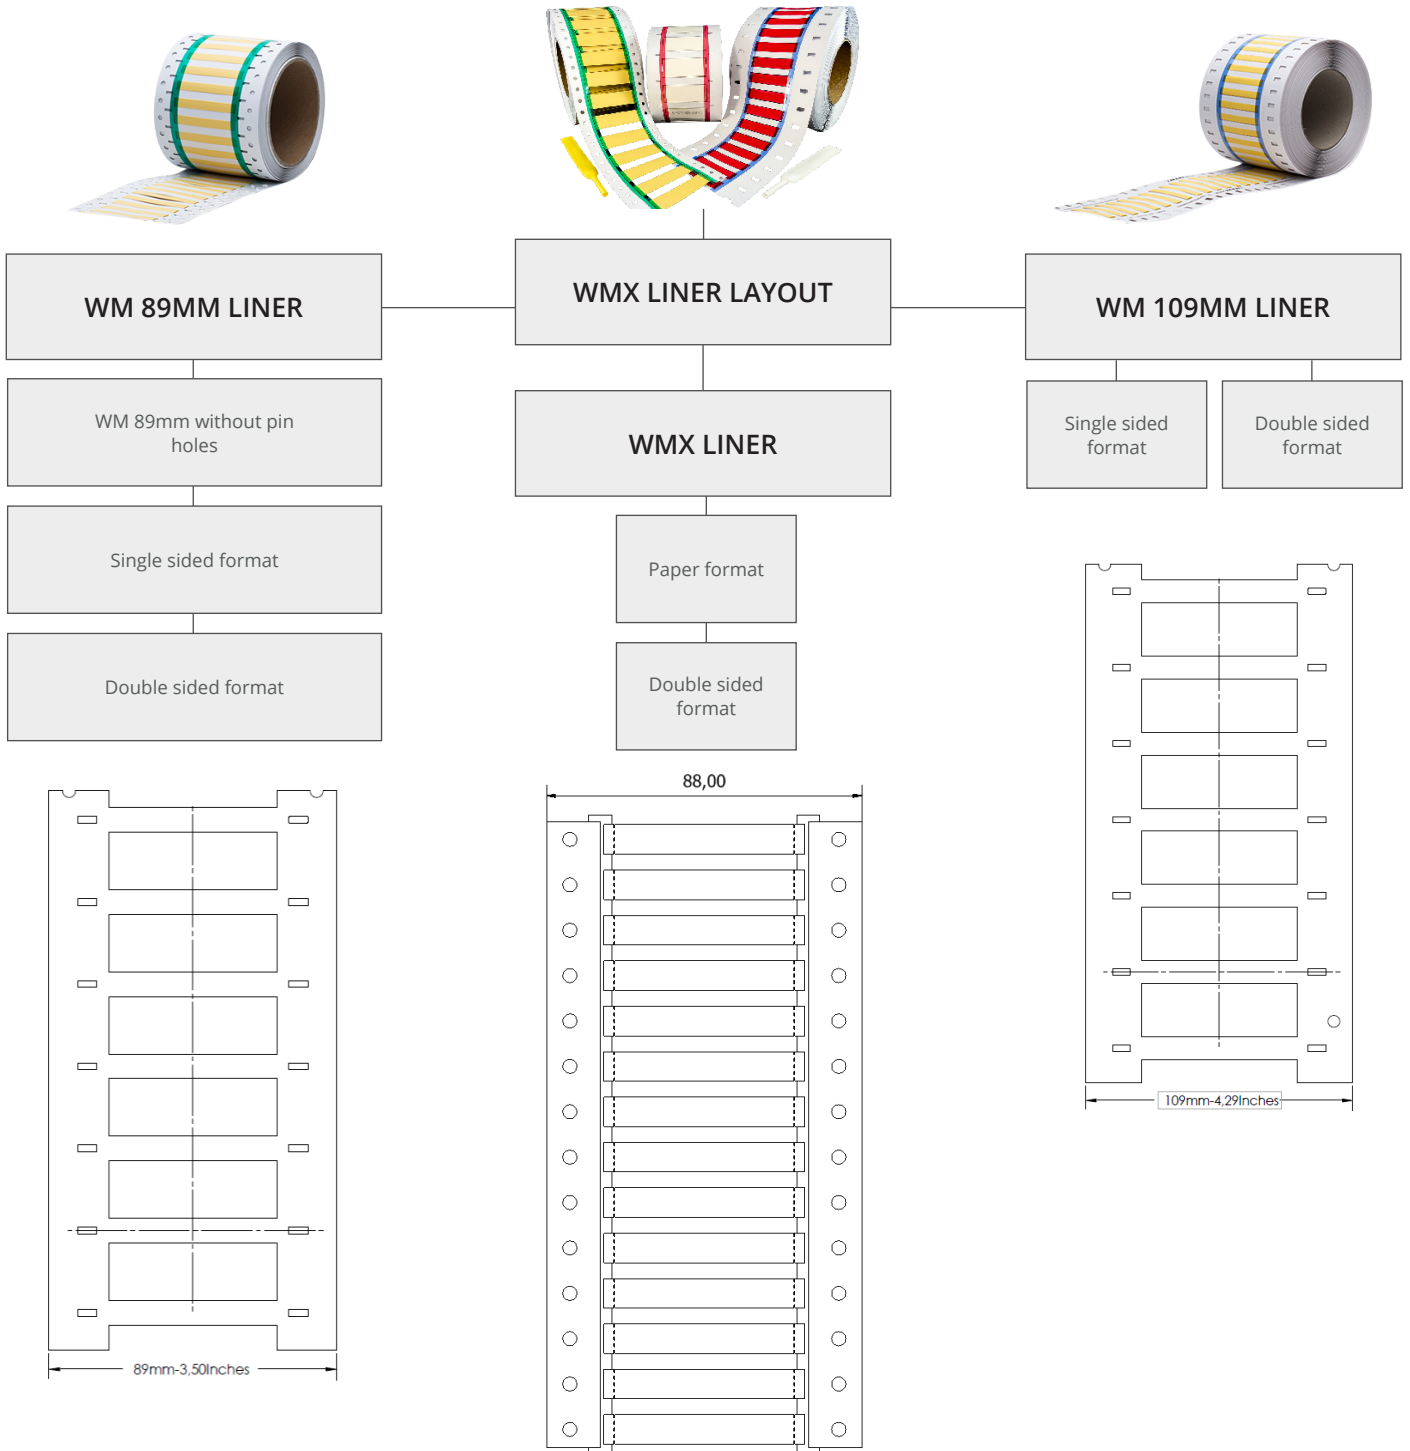 WM 89MM LINER
WMX LINER LAYOUT
WM 109MM LINER
WM 89mm without pin
holes
Single sided format
Double sided format
WMX LINER
Paper format
Double sided
format
Single sided
format
Double sided
format
88,00
89mm-3,50Inches
109mm-4,29Inches